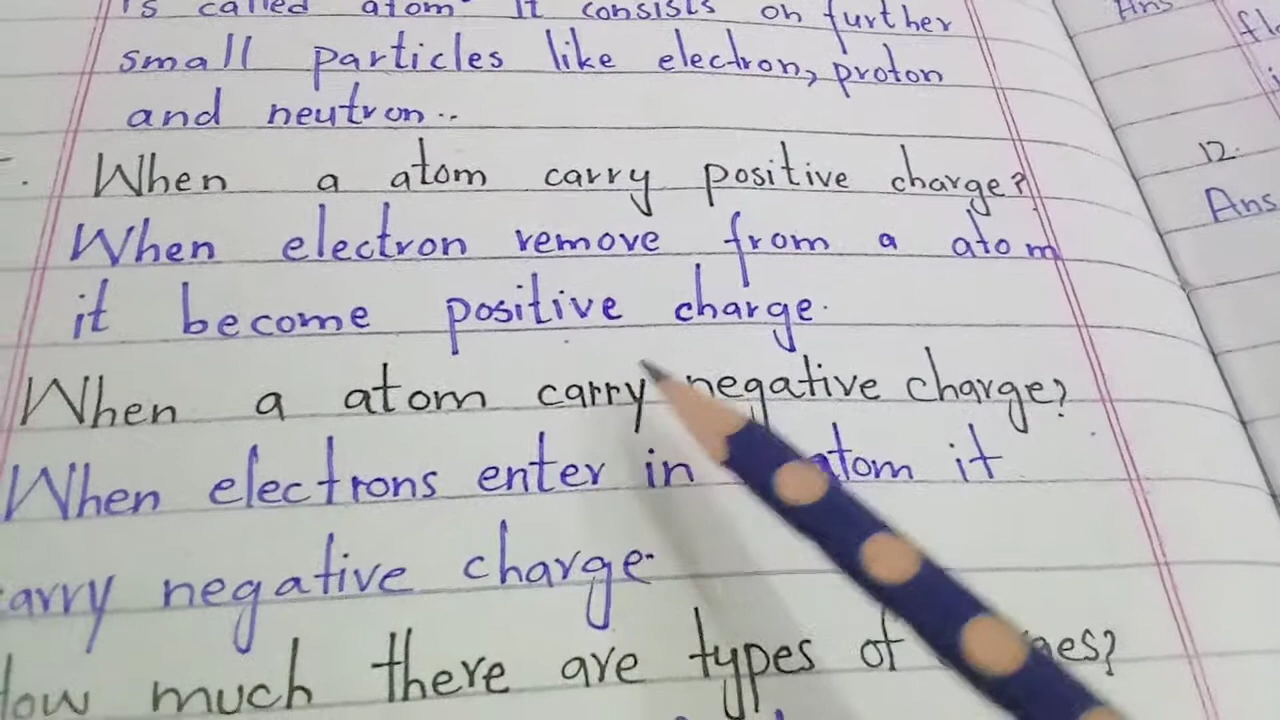 is called atom It consists on further
small particles like electron, proton
and neutron..
When a atom carry positive charge?
When electron remove from a atom
it become positive charge.
When a atom carry negative charge?
When electrons enter in atom it
carry negative charge.
How much there are types of
Ans
12.
Ans